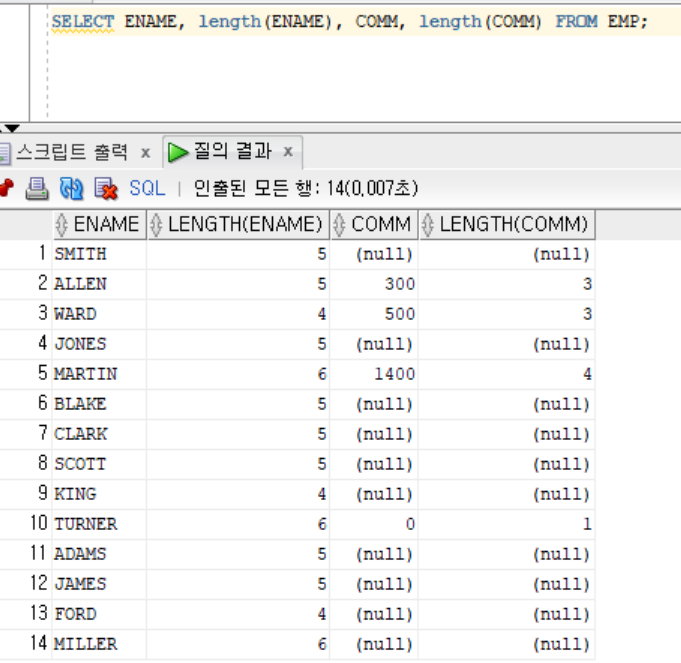 SELECT ENAME, length(ENAME), COMM, length(COMM) FROM EMP;
스크립트 출력 x 질의 결과 x
SQL | 인출된 모든 행: 14(0,007초)
ENAME LENGTH(ENAME) COMM LENGTH(COMM)
1 SMITH 5 (null) (null)
2 ALLEN 5 300 3
3 WARD 4 500 3
4 JONES 5 (null) (null)
5 MARTIN 6 1400 4
6 BLAKE 5 (null) (null)
7 CLARK 5 (null) (null)
8 SCOTT 5 (null) (null)
9 KING 4 (null) (null)
10 TURNER 6 0 1
11 ADAMS 5 (null) (null)
12 JAMES 5 (null) (null)
13 FORD 4 (null) (null)
14 MILLER 6 (null) (null)